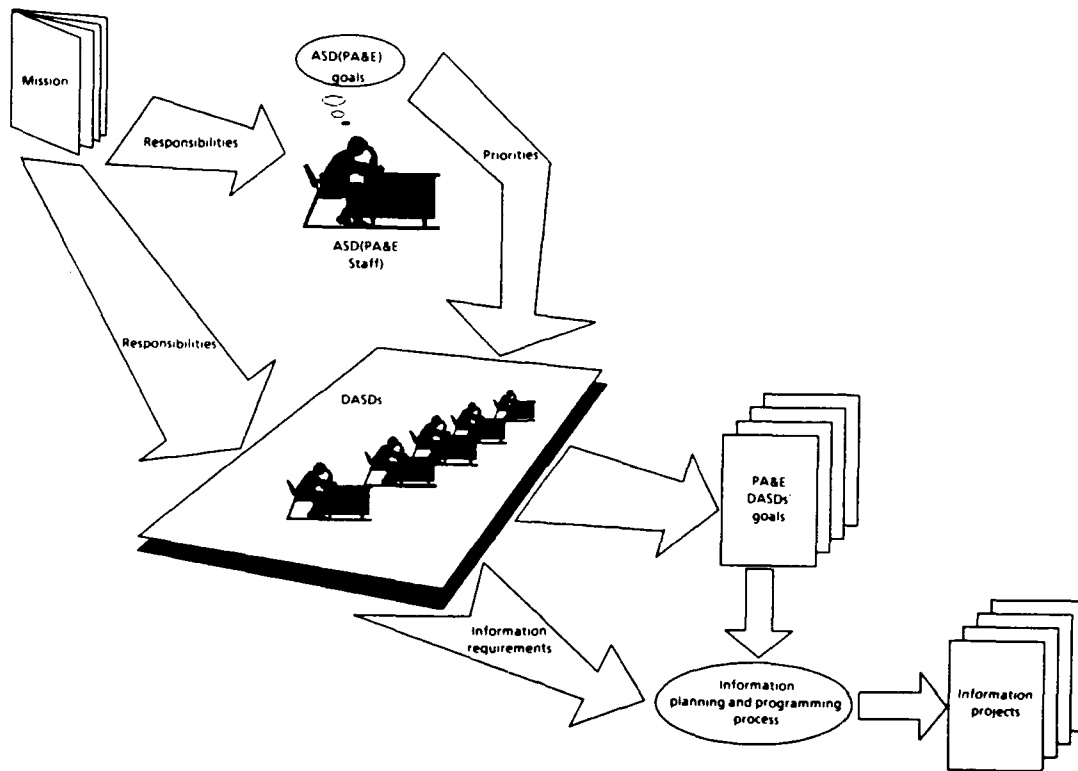 Mission
ASD(PA&E)
goals
Responsibilities
Priorities
ASD(PA&E
Staff)
Responsibilities
DASDs
PA&E
DASDs'
goals
Information
requirements
Information
planning and programming
process
Information
projects